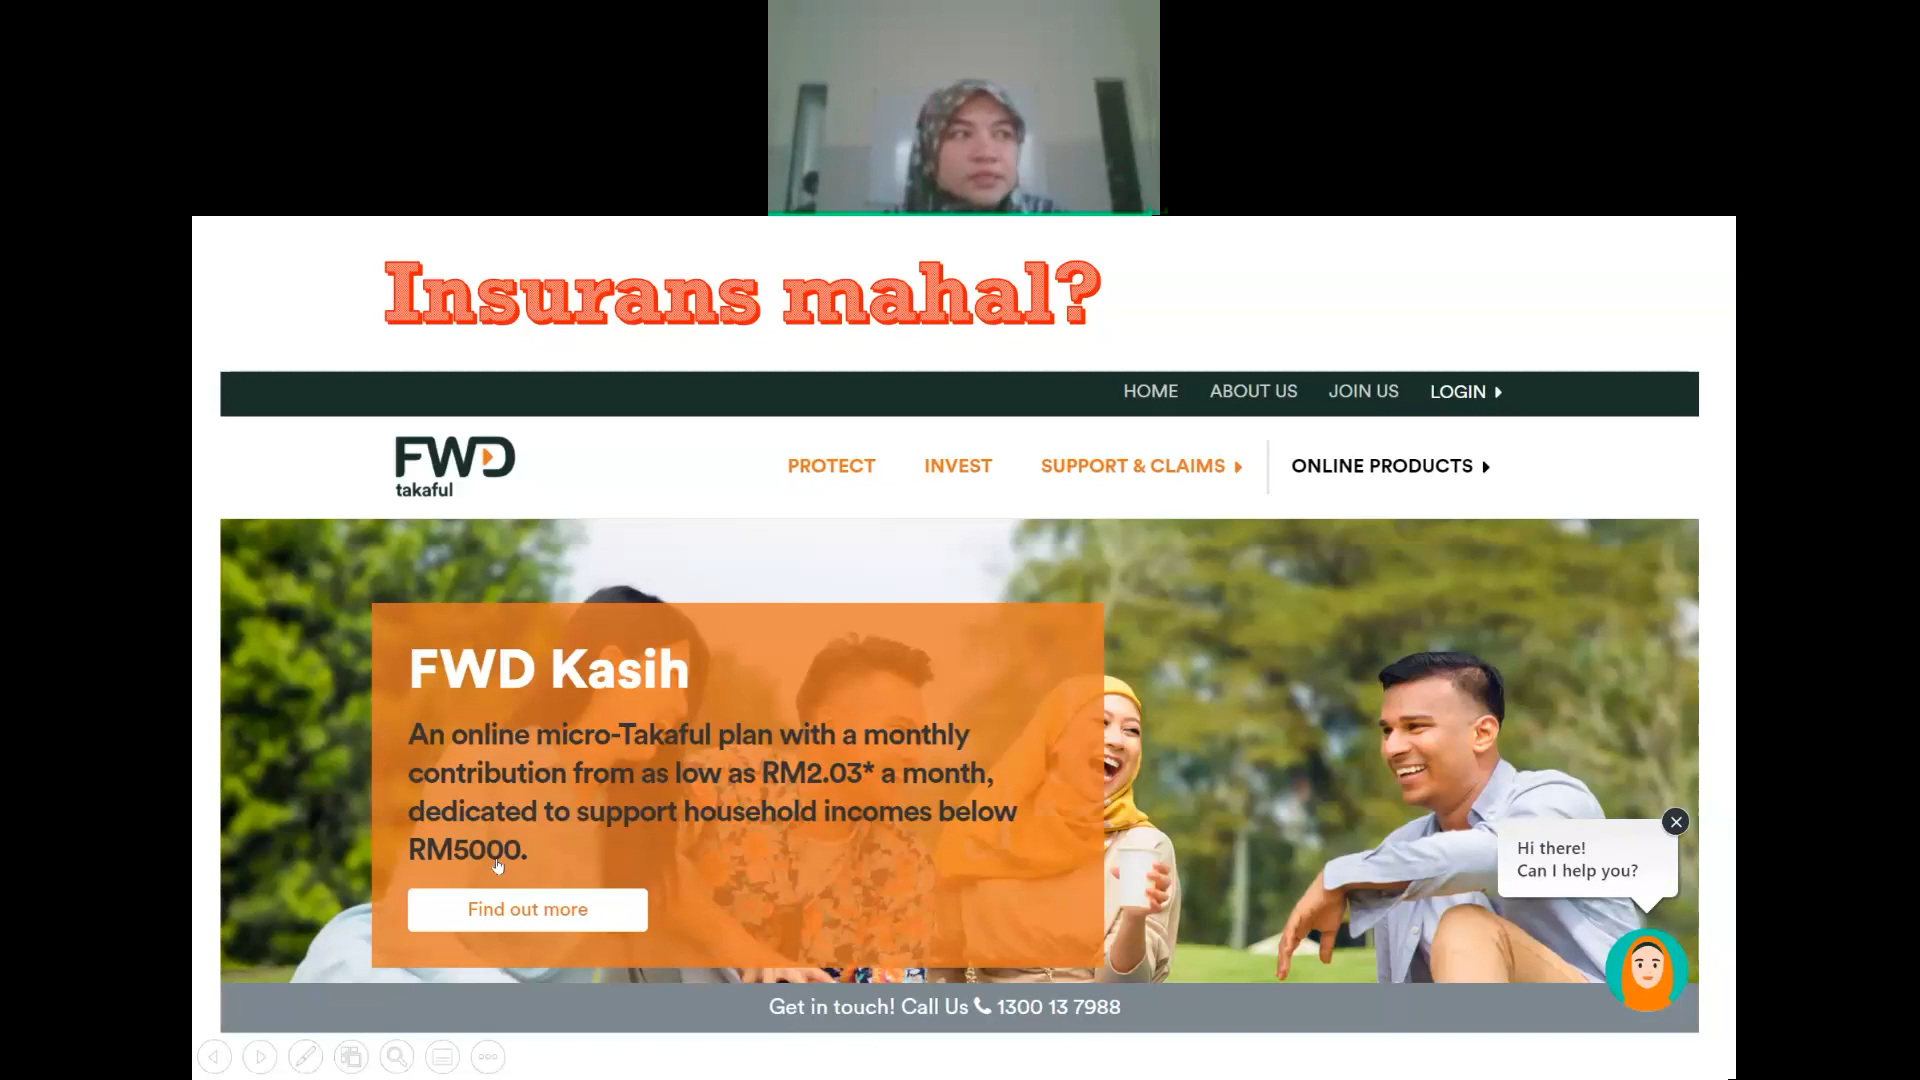 Insurans mahal?
HOME ABOUT US JOIN US LOGIN
FWD
takaful
PROTECT INVEST SUPPORT & CLAIMS ONLINE PRODUCTS
FWD Kasih
An online micro-Takaful plan with a monthly
contribution from as low as RM2.03* a month,
dedicated to support household incomes below
RM5000.
Find out more
Hi there!
Can I help you?
Get in touch! Call Us 1300 13 7988